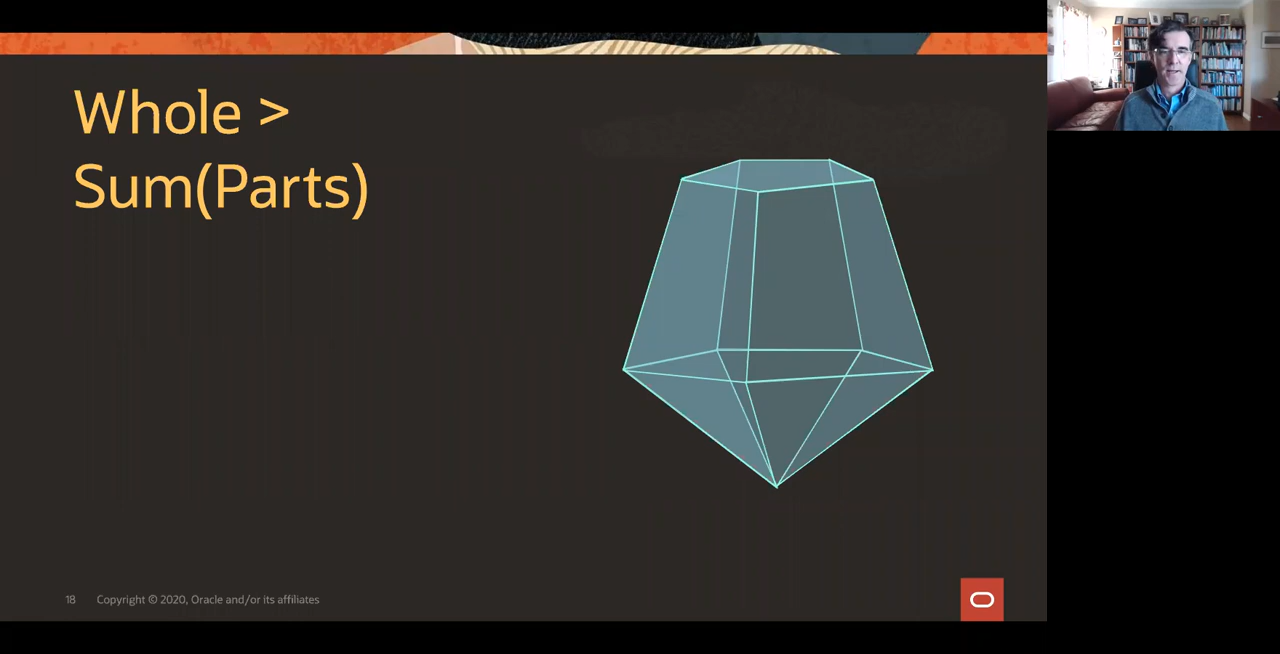 Whole >
Sum(Parts)
18 Copyright © 2020, Oracle and/or its affiliates